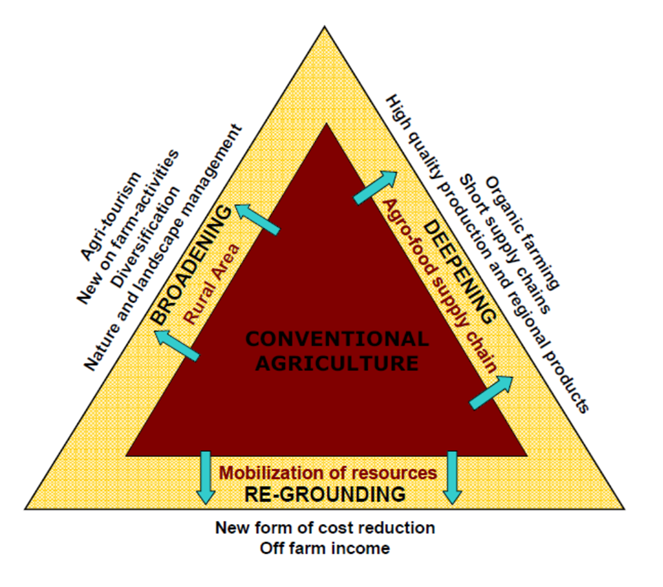 Agri-tourism
New on farm-activities
Diversification
Nature and landscape management
BROADENING
Rural Area
Organic farming
Short supply chains
High quality production and regional products
DEEPENING
Agro-food supply chain
CONVENTIONAL
AGRICULTURE
Mobilization of resources
RE-GROUNDING
New form of cost reduction
Off farm income